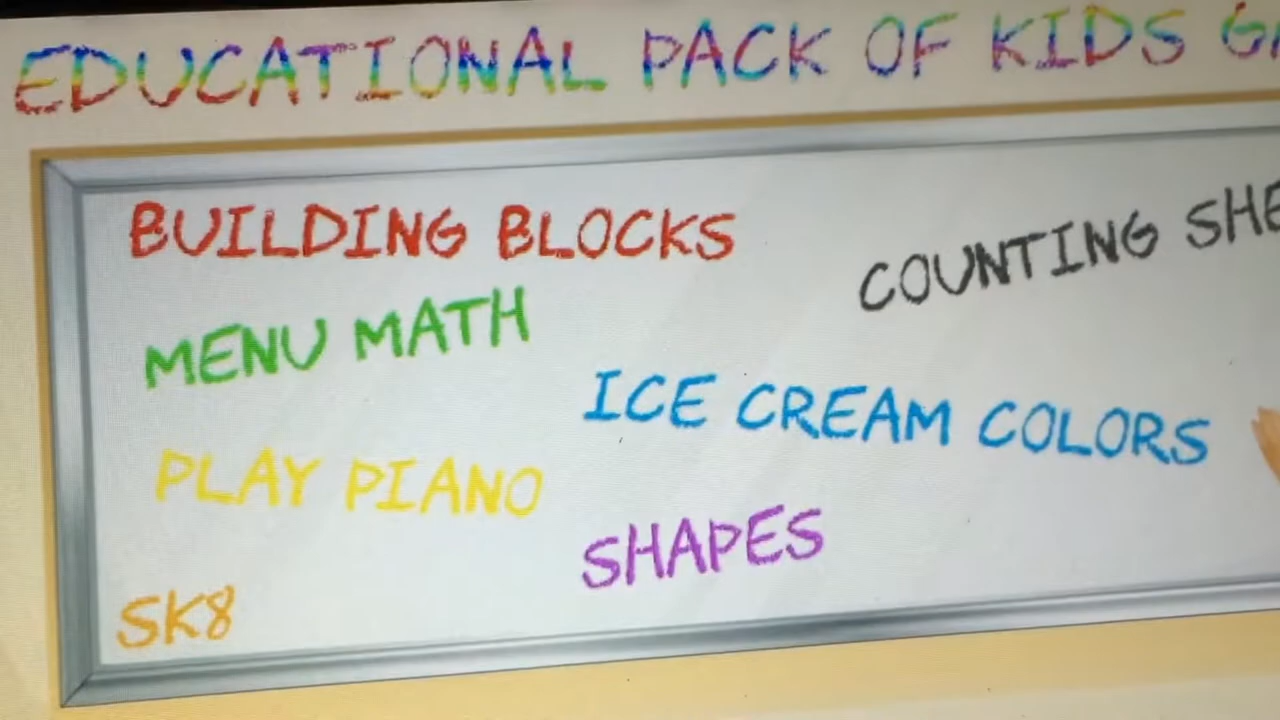 EDUCATIONAL PACK OF KIDS
BUILDING BLOCKS
COUNTING
MENU MATH
ICE CREAM COLORS
PLAY PIANO
SHAPES
SK8